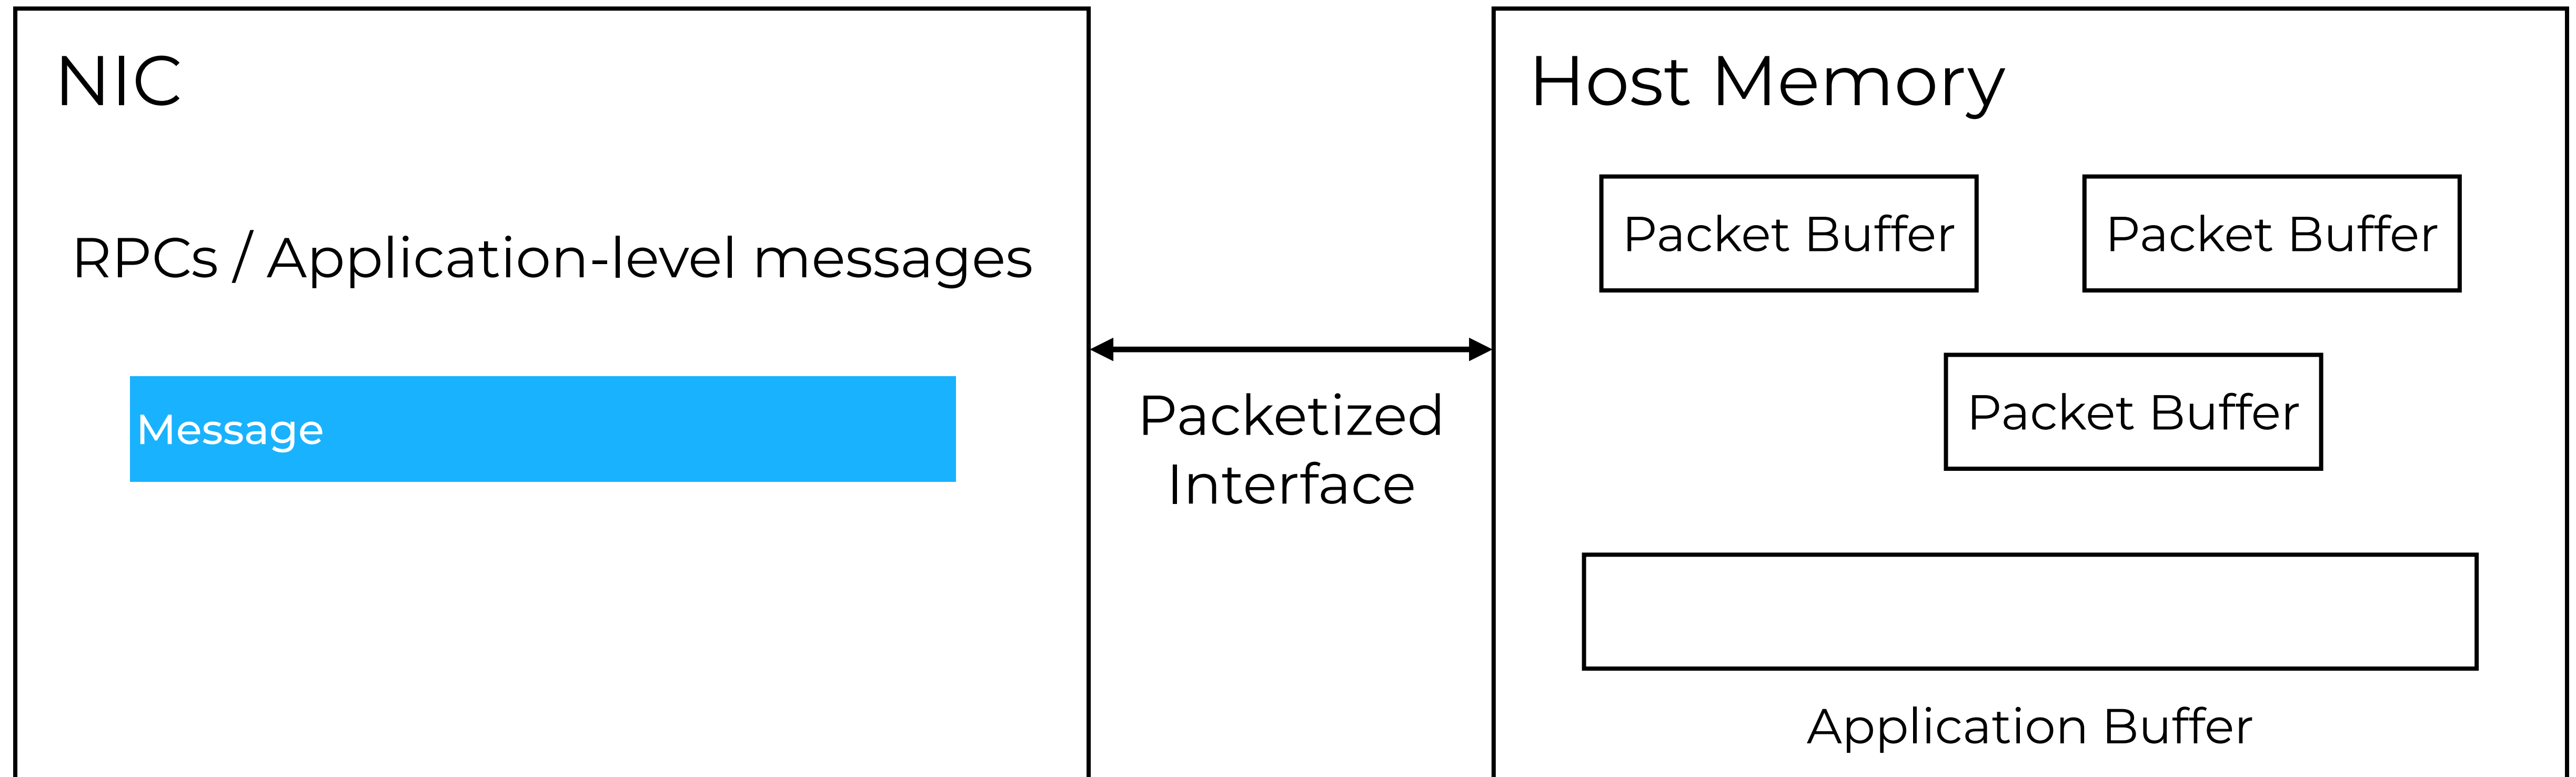 NIC
RPCs / Application-level messages
Message
Packetized
Interface
Host Memory
Packet Buffer
Packet Buffer
Packet Buffer
Application Buffer